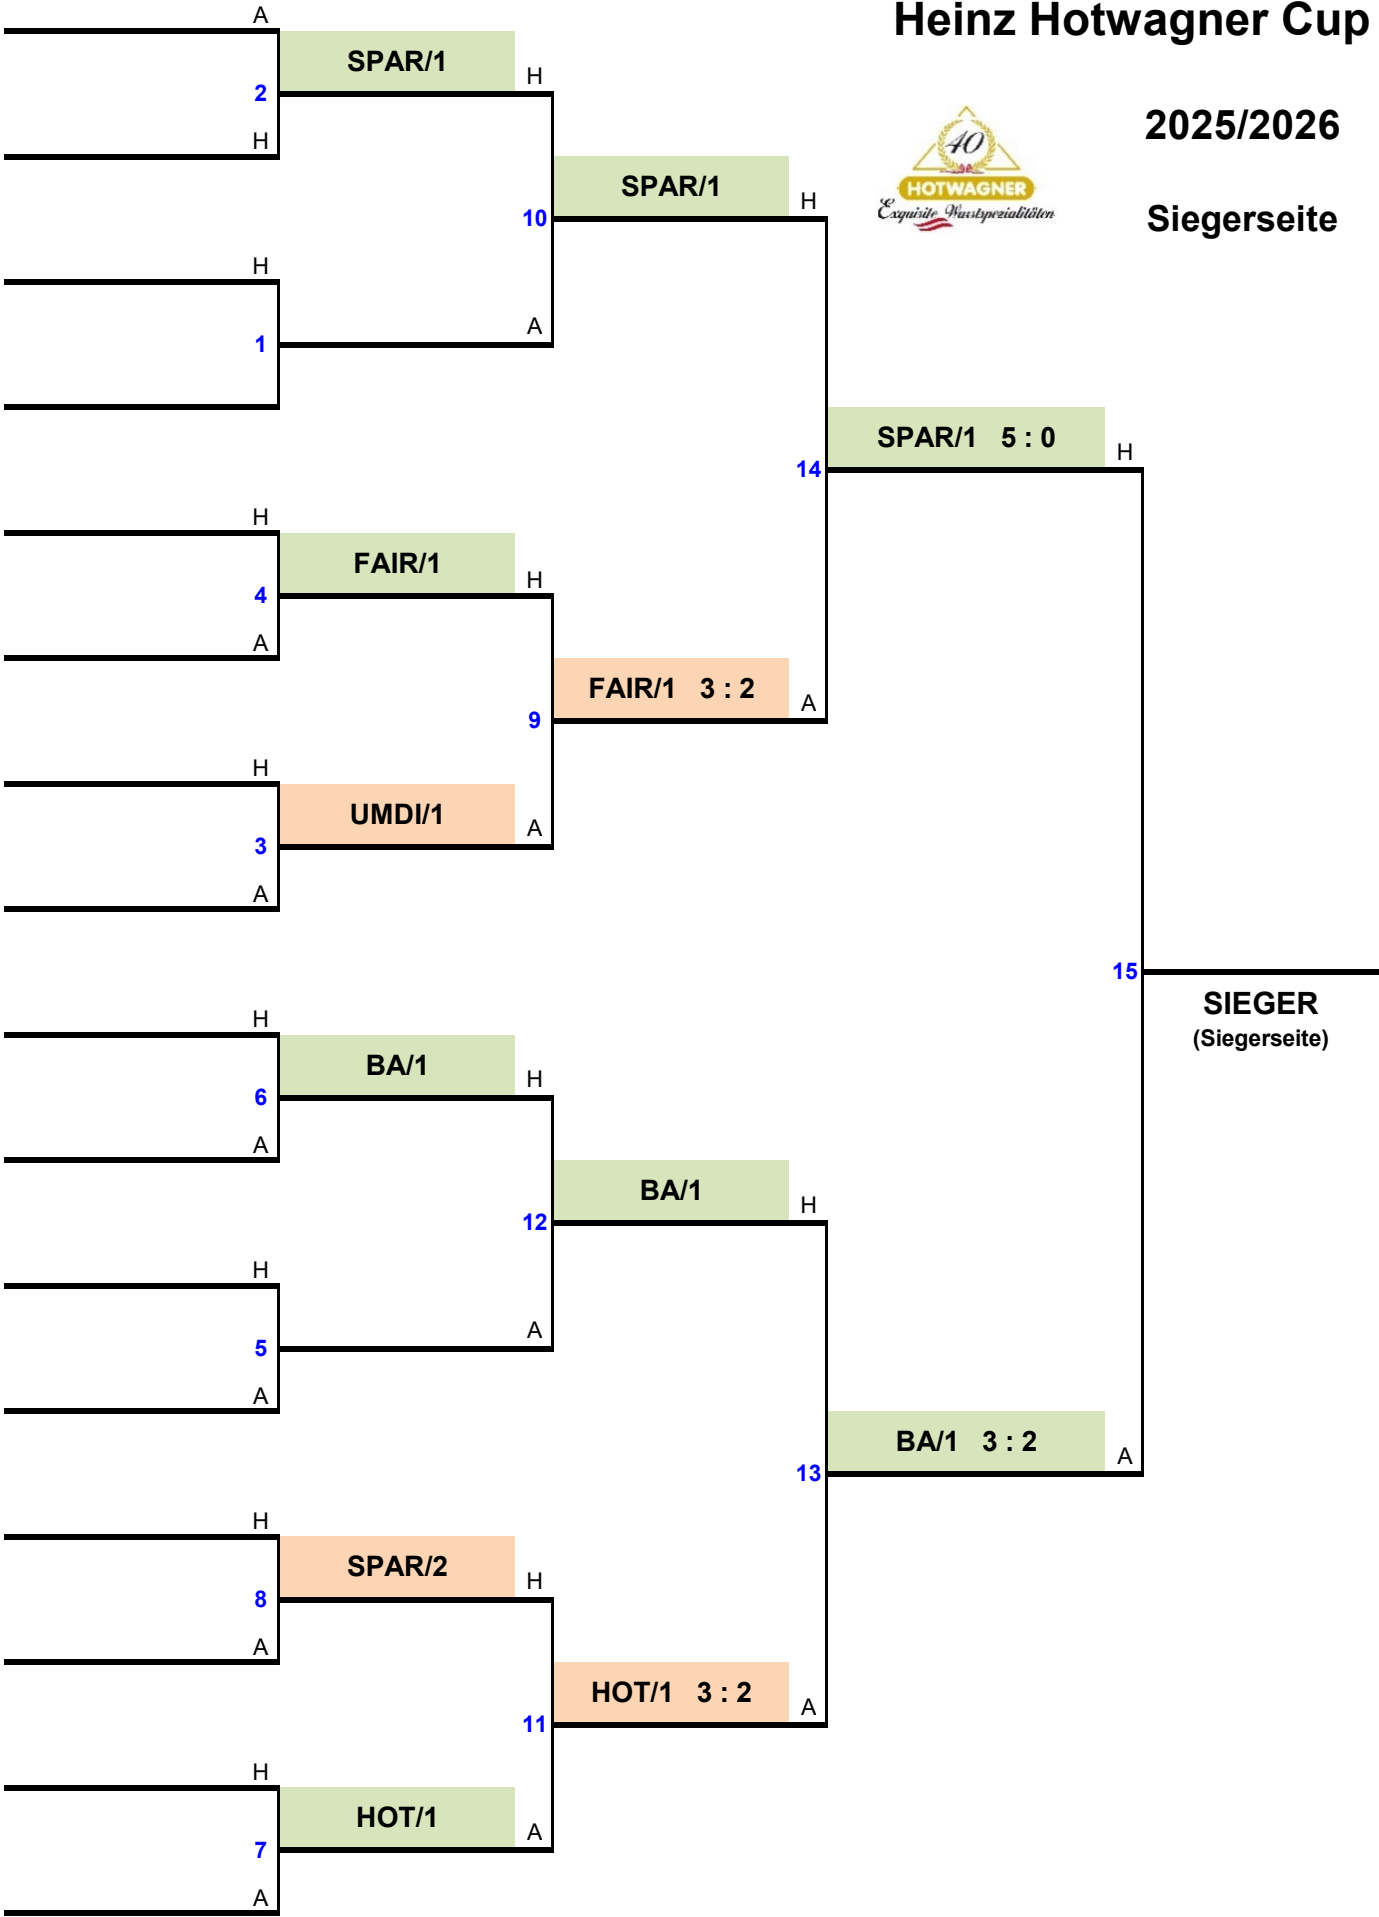 Heinz Hotwagner Cup
2025/2026
Siegerseite
40
HOTWAGNER
Exquisite Wurstspezialitäten
A
SPAR/1
H
2
H
SPAR/1
H
10
H
A
1
SPAR/1 5 : 0
H
14
H
FAIR/1
H
4
A
FAIR/1 3 : 2
A
9
H
UMDI/1
A
3
A
15
SIEGER
(Siegerseite)
H
BA/1
H
6
A
BA/1
H
12
H
A
5
A
BA/1 3 : 2
A
13
H
SPAR/2
H
8
A
HOT/1 3 : 2
A
11
H
HOT/1
A
7
A